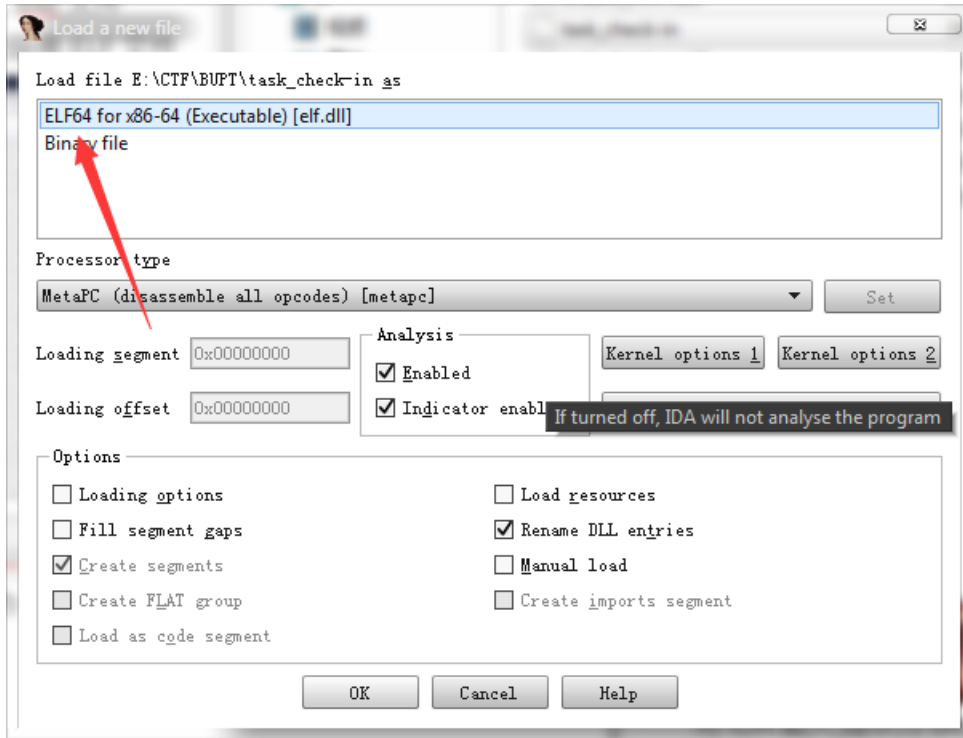 Load a new file
Load file E:\CTF\BUPT\task_check-in as
ELF64 for x86-64 (Executable) [elf.dll]
Binary file
Processor type
MetaPC (disassemble all opcodes) [metapc]
Set
Loading segment 0x00000000
Loading offset 0x00000000
Analysis
Enabled
Indicator enabl
Kernel options 1
Kernel options 2
If turned off, IDA will not analyse the program
Options
Loading options
Fill segment gaps
Create segments
Create FLAT group
Load as code segment
Load resources
Rename DLL entries
Manual load
Create imports segment
OK
Cancel
Help